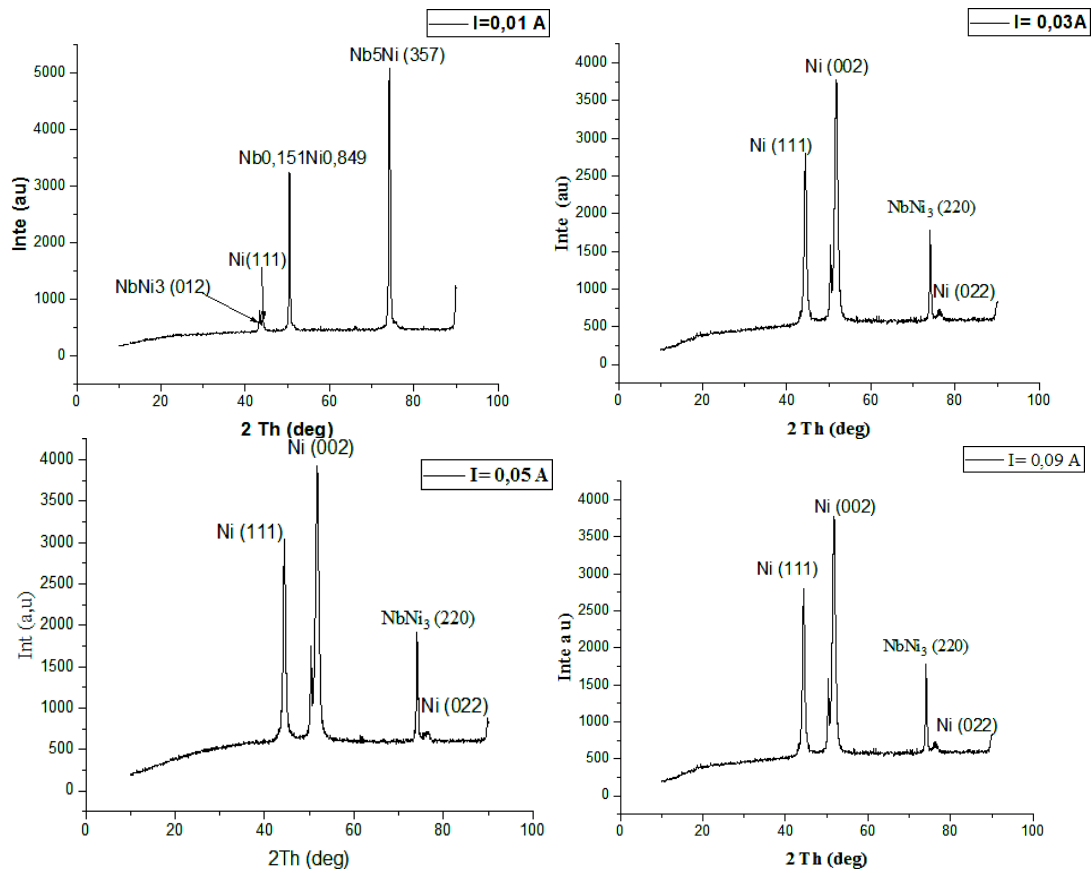 I=0,01 A
Nb5Ni (357)
Nb0,151Ni0,849
Ni(111)
NbNi3 (012)
5000
4000
3000
2000
1000
0
Inte (au)
0 20 40 60 80 100
2 Th (deg)
I= 0,03A
Ni (002)
Ni (111)
NbNi₃ (220)
Ni (022)
4000
3500
3000
2500
2000
1500
1000
500
0
Inte (au)
0 20 40 60 80 100
2 Th (deg)
I= 0,05 A
Ni (002)
Ni (111)
NbNi₃ (220)
Ni (022)
4000
3500
3000
2500
2000
1500
1000
500
0
Int (a,u)
0 20 40 60 80 100
2Th (deg)
I= 0,09 A
Ni (002)
Ni (111)
NbNi₃ (220)
Ni (022)
4000
3500
3000
2500
2000
1500
1000
500
0
Inte a u)
0 20 40 60 80 100
2 Th (deg)